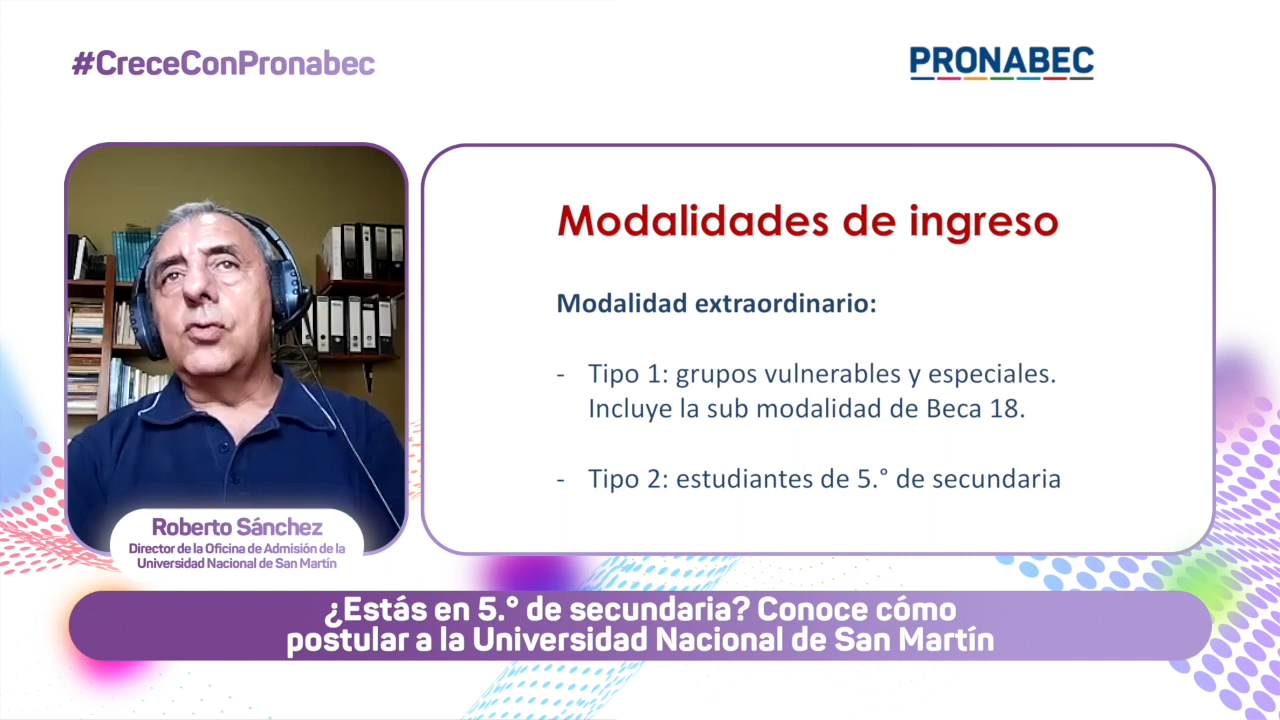 #CreceConPronabec
PRONABEC
Modalidades de ingreso
Modalidad extraordinario:
- Tipo 1: grupos vulnerables y especiales.
Incluye la sub modalidad de Beca 18.
- Tipo 2: estudiantes de 5.° de secundaria
Roberto Sánchez
Director de la Oficina de Admisión de la
Universidad Nacional de San Martín
¿Estás en 5.° de secundaria? Conoce cómo
postular a la Universidad Nacional de San Martín